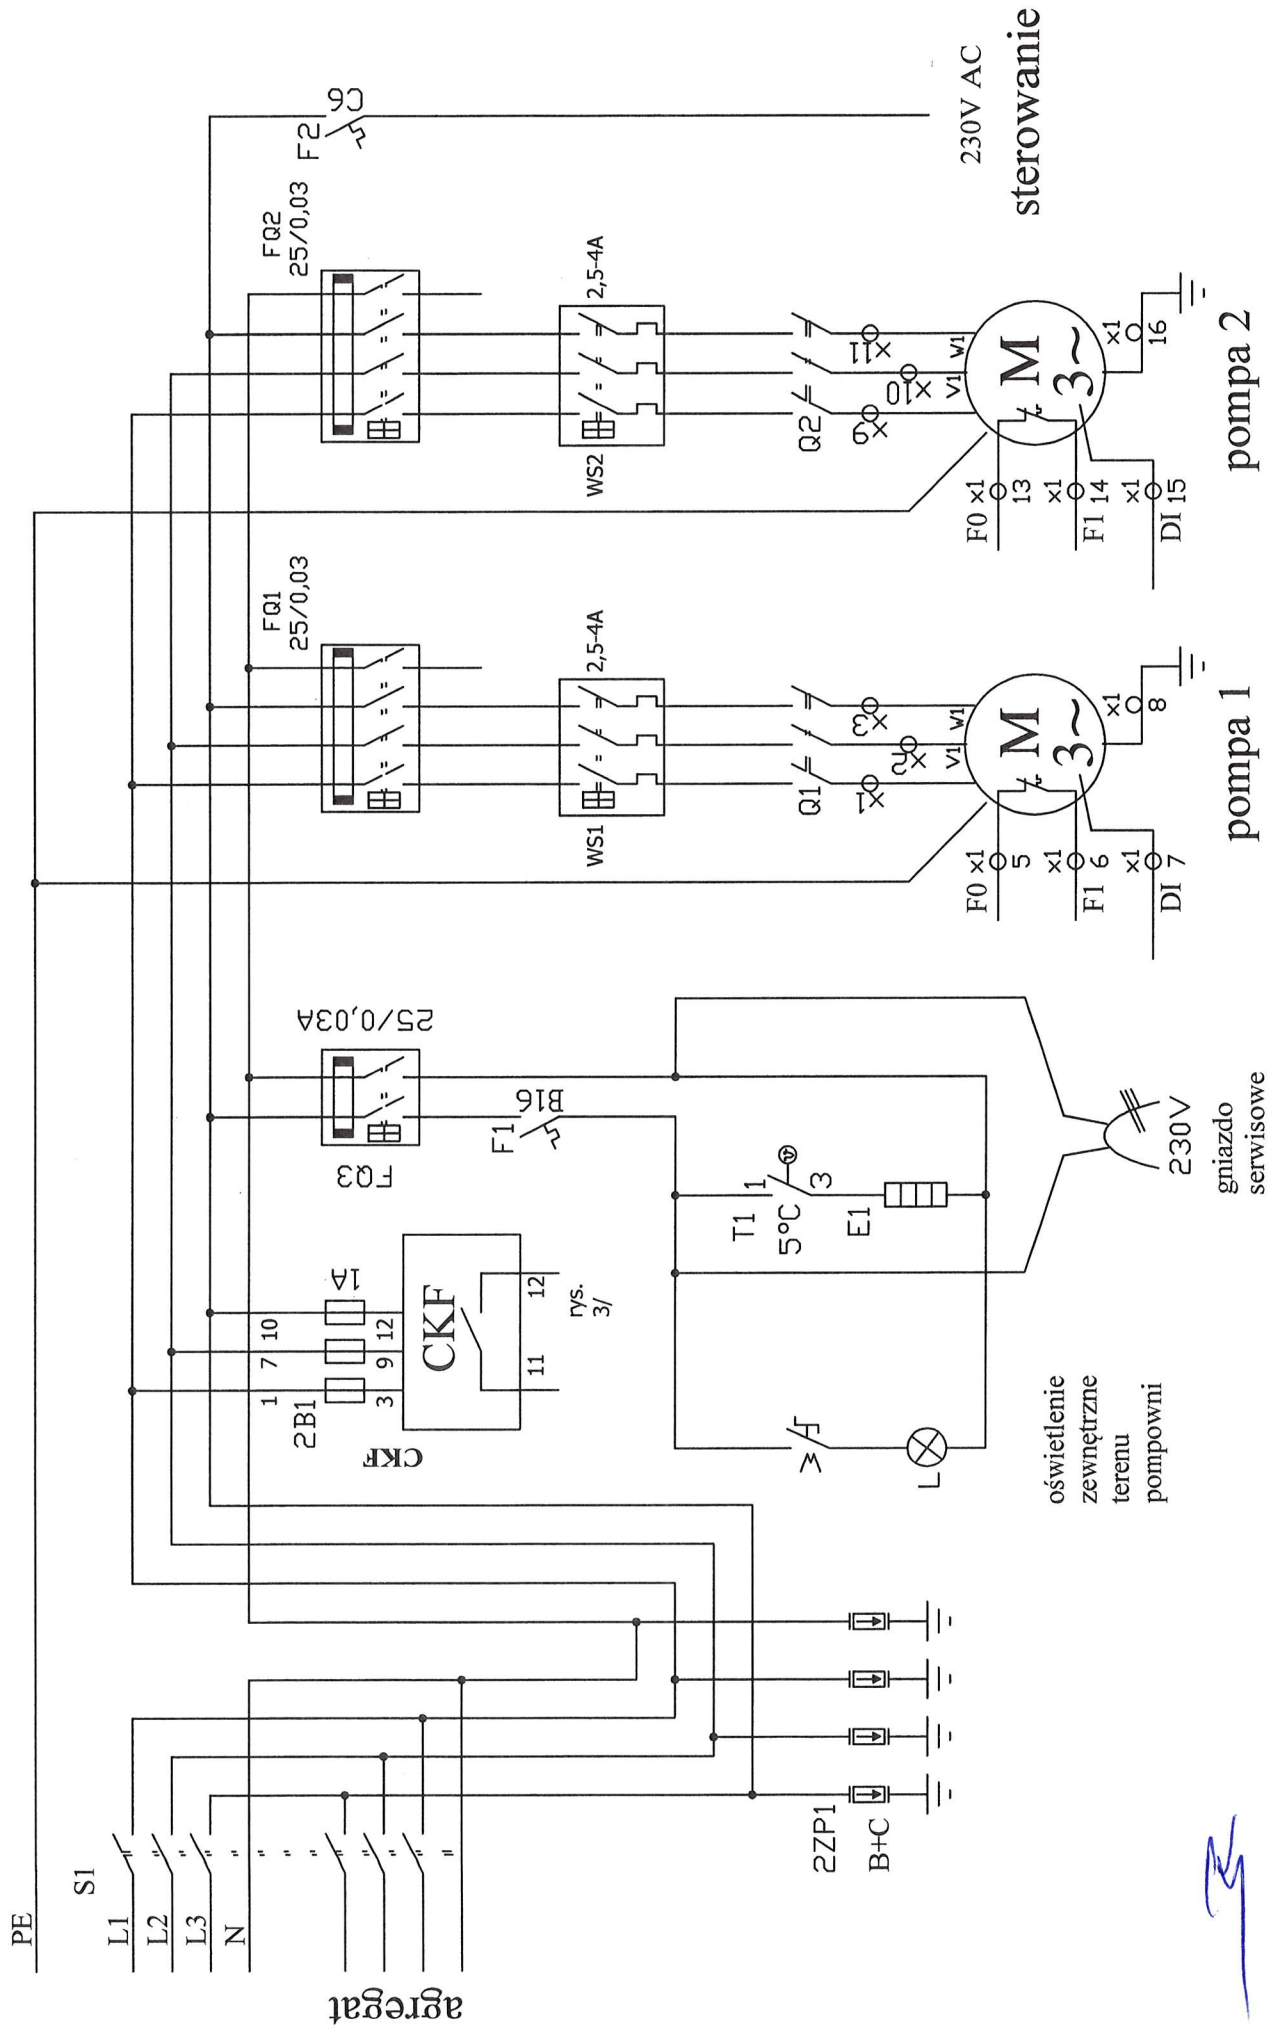 PE
S1
L1
L2
L3
N
agregat
2ZP1
B+C
CKF
2B1
1
7
10
3
9
12
1A
CKF
11
12
rys.
3/
FQ3
25/0,03A
F1
B16
T1
1
5°C
3
E1
L
oświetlenie
zewnętrzne
terenu
pompowni
230V
gniazdo
serwisowe
FQ1
25/0,03
WS1
2,5-4A
Q1
x1
x2
x3
V1
W1
M
3~
F0 x1
5
x1
F1 6
x1
DI 7
x1
8
pompa 1
FQ2
25/0,03
WS2
2,5-4A
Q2
x9
x10
x11
V1
W1
M
3~
F0 x1
13
x1
F1 14
x1
DI 15
x1
16
pompa 2
F2
C6
230V AC
sterowanie